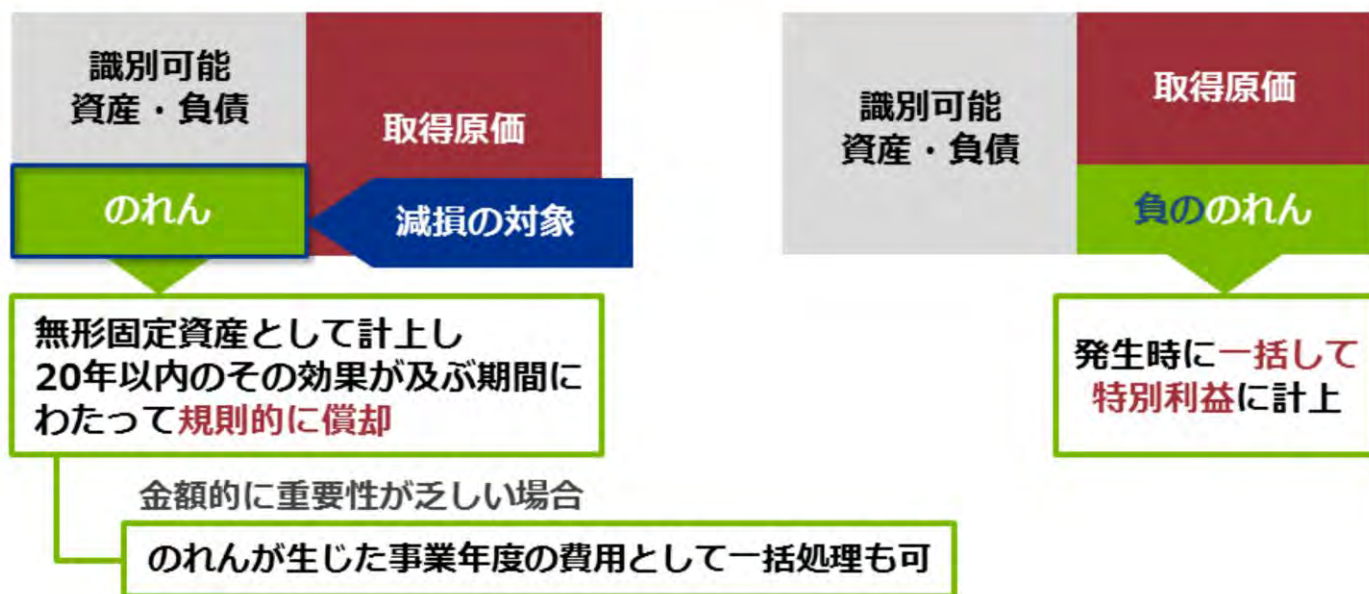 識別可能
資産・負債
取得原価
のれん
減損の対象
無形固定資産として計上し
20年以内のその効果が及ぶ期間に
わたって規則的に償却
金額的に重要性が乏しい場合
のれんが生じた事業年度の費用として一括処理も可
識別可能
資産・負債
取得原価
負ののれん
発生時に一括して
特別利益に計上